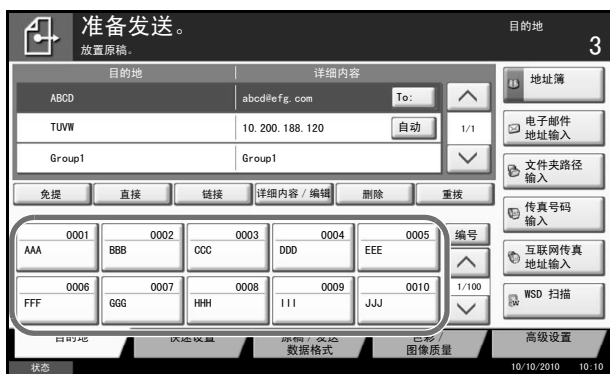 准备发送。
放置原稿。
目的地
3
目的地 详细内容
ABCD abcd@efg.com To:
TUVW 10.200.188.120 自动 1/1
Group1 Group1
免提 直接 链接 详细内容 / 编辑 删除 重拨
0001 0002 0003 0004 0005 编号
AAA BBB CCC DDD EEE
0006 0007 0008 0009 0010 1/100
FFF GGG HHH III JJJ
地址簿
电子邮件
地址输入
文件夹路径
输入
传真号码
输入
互联网传真
地址输入
WSD 扫描
目的地 快速设置 原稿 / 发送
数据格式 色彩 /
图像质量 高级设置
状态 10/10/2010 10:10